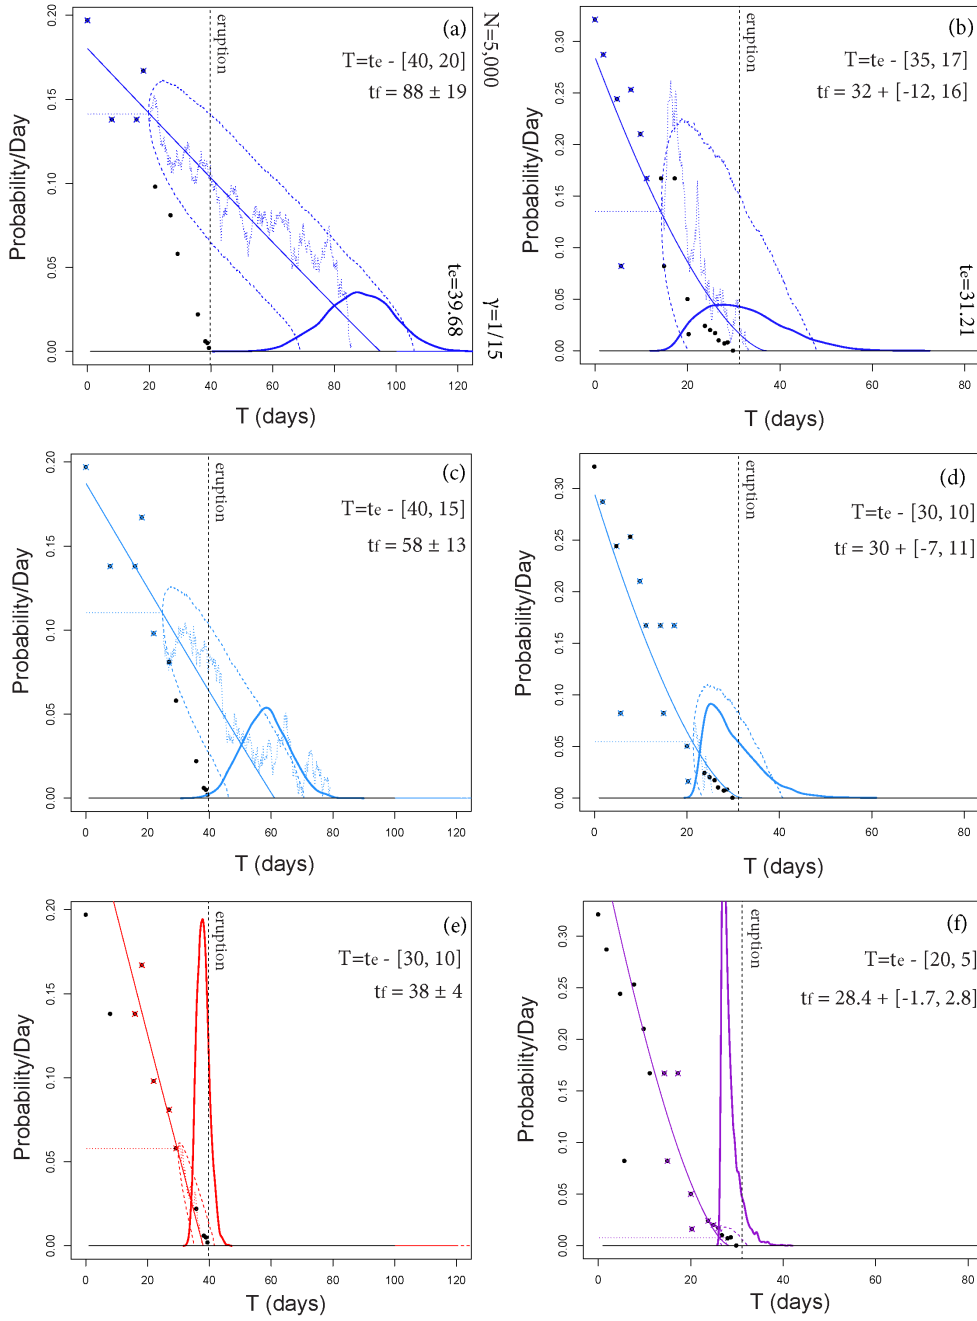 (a)
T=te - [40, 20]
tf = 88 ± 19
eruption
N=5,000
te=39.68
γ=1/15
Probability/Day
0.00 0.05 0.10 0.15 0.20
0 20 40 60 80 100 120
T (days)
(b)
T=te - [35, 17]
tf = 32 + [-12, 16]
eruption
te=31.21
Probability/Day
0.00 0.05 0.10 0.15 0.20 0.25 0.30
0 20 40 60 80
T (days)
(c)
T=te - [40, 15]
tf = 58 ± 13
eruption
Probability/Day
0.00 0.05 0.10 0.15 0.20
0 20 40 60 80 100 120
T (days)
(d)
T=te - [30, 10]
tf = 30 + [-7, 11]
eruption
Probability/Day
0.00 0.05 0.10 0.15 0.20 0.25 0.30
0 20 40 60 80
T (days)
(e)
T=te - [30, 10]
tf = 38 ± 4
eruption
Probability/Day
0.00 0.05 0.10 0.15 0.20
0 20 40 60 80 100 120
T (days)
(f)
T=te - [20, 5]
tf = 28.4 + [-1.7, 2.8]
eruption
Probability/Day
0.00 0.05 0.10 0.15 0.20 0.25 0.30
0 20 40 60 80
T (days)